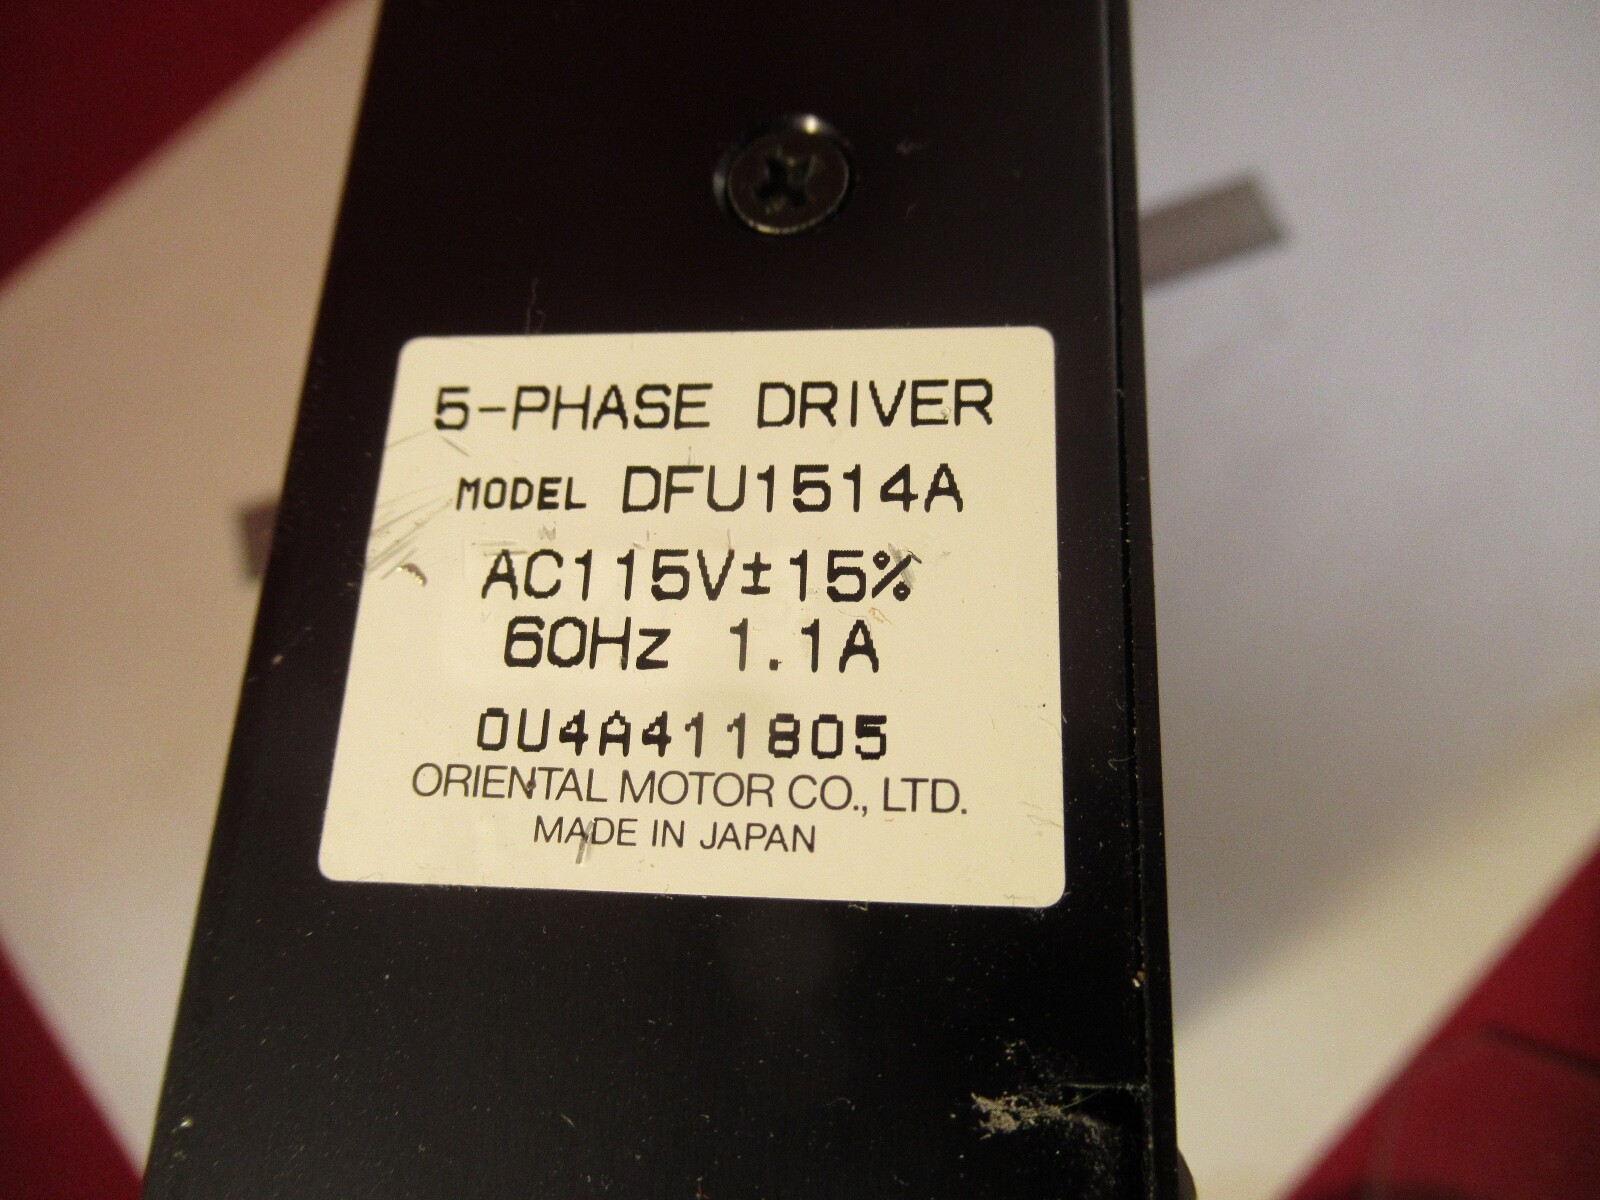 5-PHASE DRIVER
MODEL DFU1514A
AC115V±15%
60Hz 1.1A
0U4A411805
ORIENTAL MOTOR CO., LTD.
MADE IN JAPAN